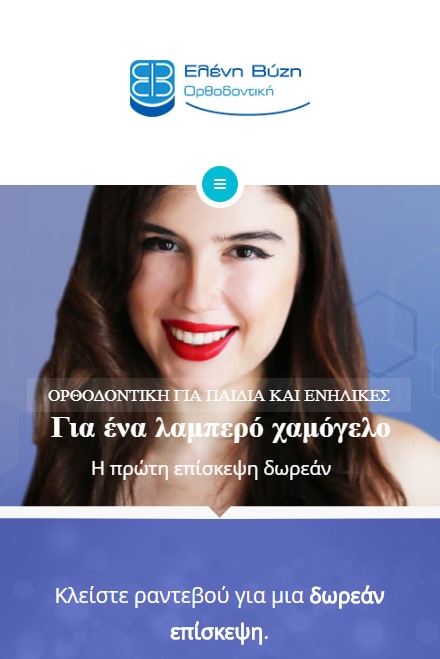 Ελένη Βύζη
Ορθοδοντική
ΟΡΘΟΔΟΝΤΙΚΗ ΓΙΑ ΠΑΙΔΙΑ ΚΑΙ ΕΝΗΛΙΚΕΣ
Για ένα λαμπερό χαμόγελο
Η πρώτη επίσκεψη δωρεάν
Κλείστε ραντεβού για μια δωρεάν
επίσκεψη.